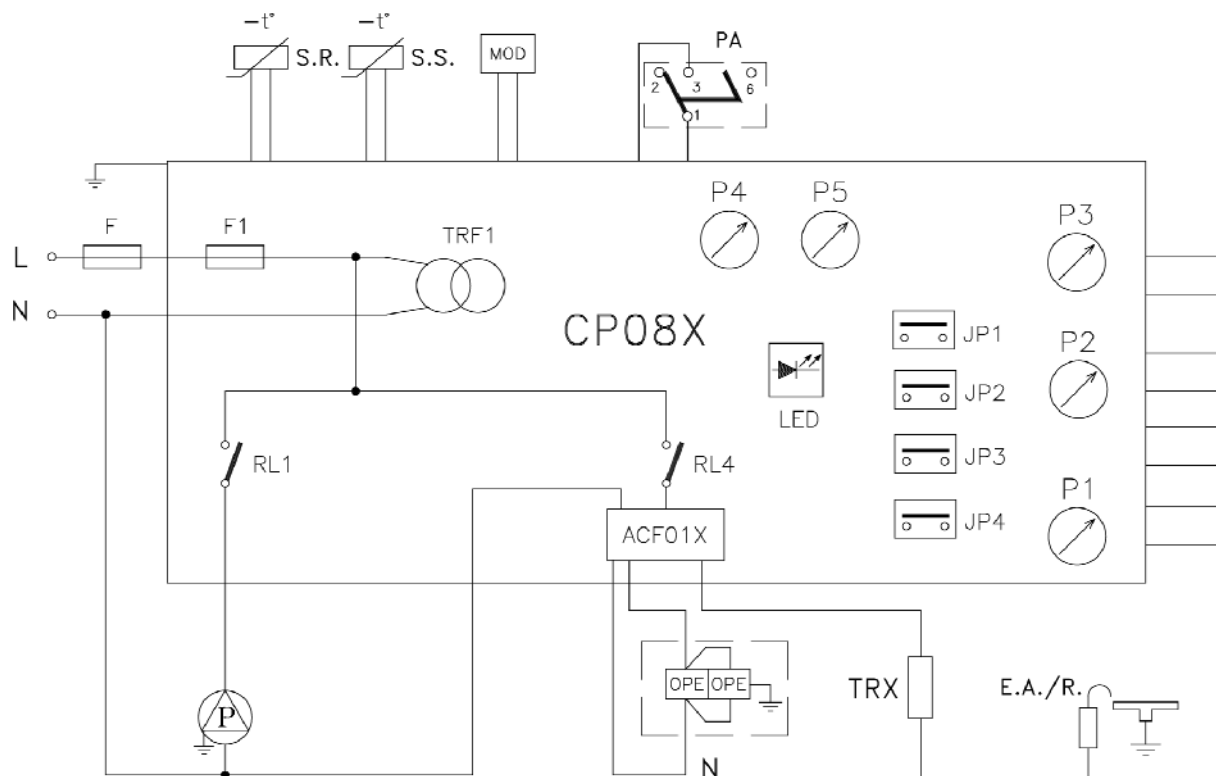 -t°
-t°
S.R.
S.S.
MOD
PA
2
3
6
1
P4
P5
P3
F
F1
TRF1
L
N
CP08X
JP1
P2
JP2
LED
RL1
RL4
JP3
P1
ACF01X
JP4
OPE
OPE
TRX
E.A./R.
P
N